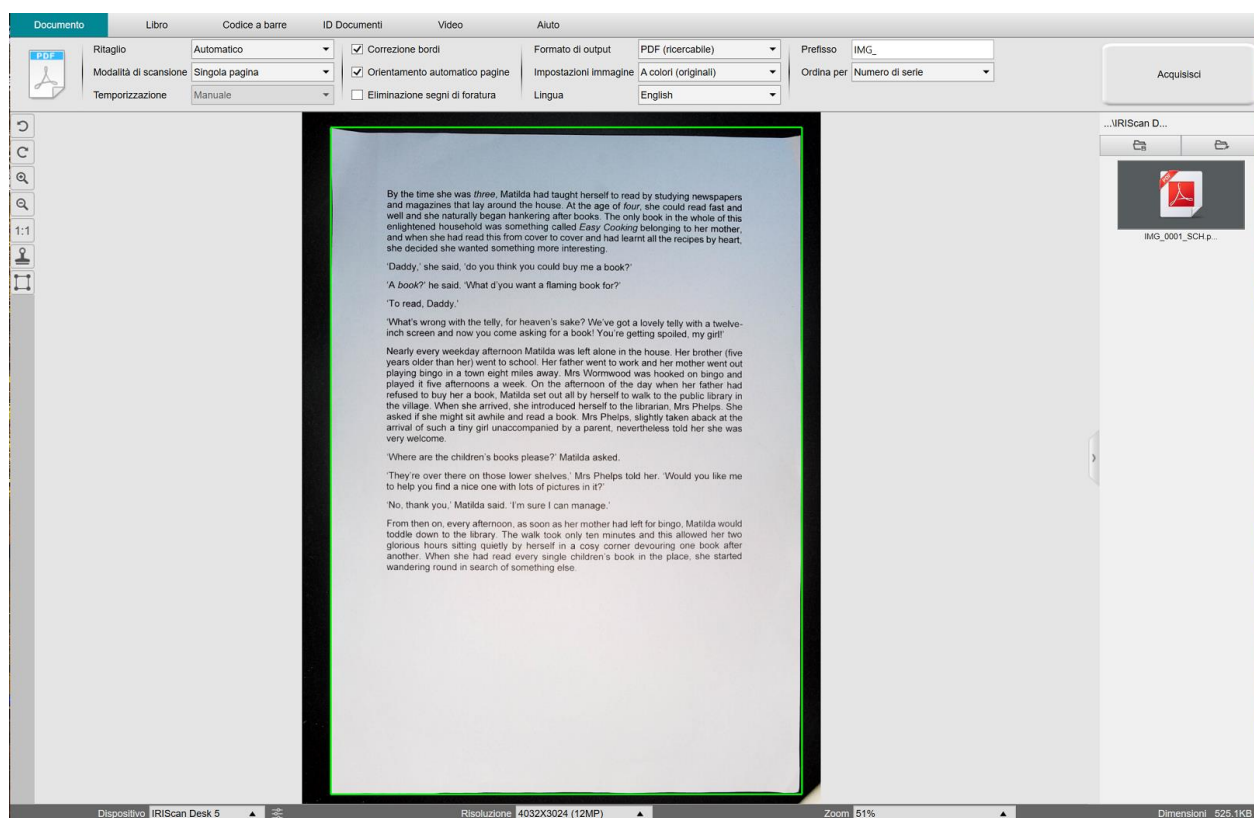 Documento Libro Codice a barre ID Documenti Video Aiuto
PDF
Ritaglio Automatico
Modalità di scansione Singola pagina
Temporizzazione Manuale
Correzione bordi
Orientamento automatico pagine
Eliminazione segni di foratura
Formato di output PDF (ricercabile)
Impostazioni immagine A colori (originali)
Lingua English
Prefisso IMG_
Ordina per Numero di serie
Acquisisci
1:1
By the time she was three, Matilda had taught herself to read by studying newspapers
and magazines that lay around the house. At the age of four, she could read fast and
well and she naturally began hankering after books. The only book in the whole of this
enlightened household was something called Easy Cooking belonging to her mother,
and when she had read this from cover to cover and had learnt all the recipes by heart,
she decided she wanted something more interesting.
'Daddy,' she said, 'do you think you could buy me a book?'
'A book?' he said. 'What d'you want a flaming book for?'
'To read, Daddy.'
'What's wrong with the telly, for heaven's sake? We've got a lovely telly with a twelve-
inch screen and now you come asking for a book! You're getting spoiled, my girl!'
Nearly every weekday afternoon Matilda was left alone in the house. Her brother (five
years older than her) went to school. Her father went to work and her mother went out
playing bingo in a town eight miles away. Mrs Wormwood was hooked on bingo and
played it five afternoons a week. On the afternoon of the day when her father had
refused to buy her a book, Matilda set out all by herself to walk to the public library in
the village. When she arrived, she introduced herself to the librarian, Mrs Phelps. She
asked if she might sit awhile and read a book. Mrs Phelps, slightly taken aback at the
arrival of such a tiny girl unaccompanied by a parent, nevertheless told her she was
very welcome.
'Where are the children's books please?' Matilda asked.
'They're over there on those lower shelves,' Mrs Phelps told her. 'Would you like me
to help you find a nice one with lots of pictures in it?'
'No, thank you,' Matilda said. 'I'm sure I can manage.'
From then on, every afternoon, as soon as her mother had left for bingo, Matilda would
toddle down to the library. The walk took only ten minutes and this allowed her two
glorious hours sitting quietly by herself in a cosy corner devouring one book after
another. When she had read every single children's book in the place, she started
wandering round in search of something else.
...\IRIScan D...
PDF
IMG_0001_SCH.p...
Dispositivo IRIScan Desk 5 Risoluzione 4032X3024 (12MP) Zoom 51% Dimensioni 525.1KB